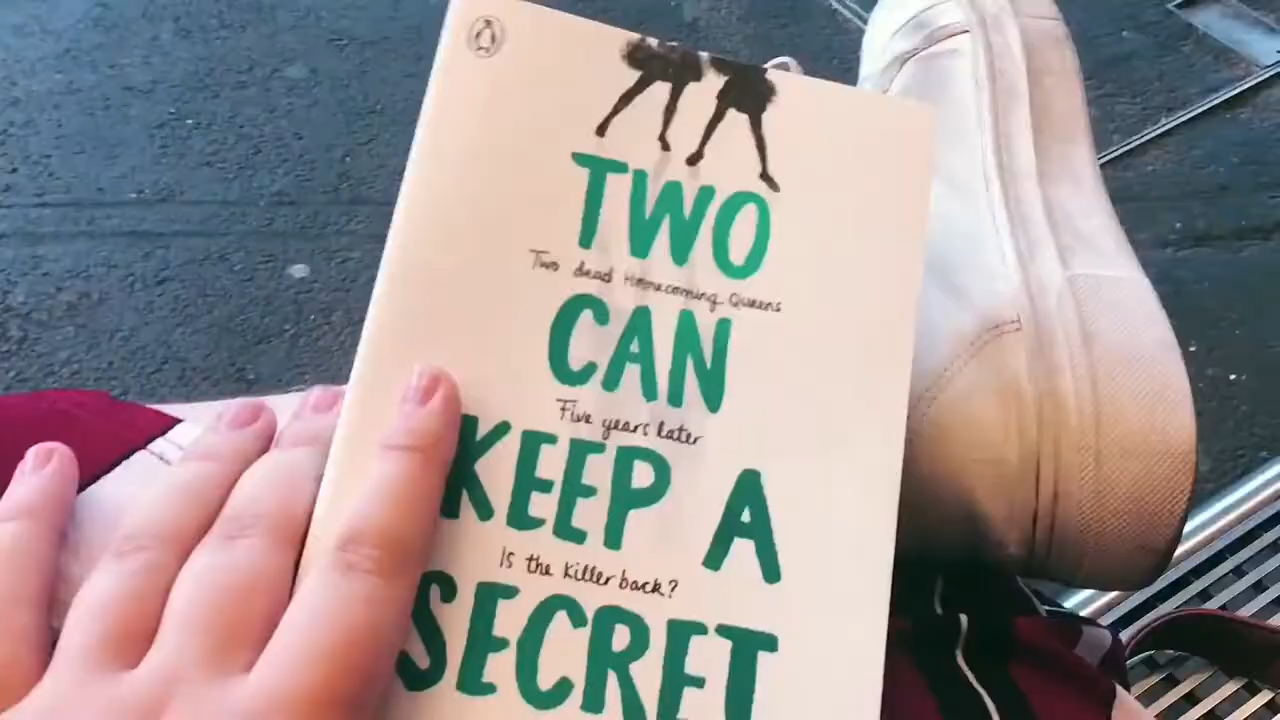 TWO
Two dead Homecoming Queens
CAN
Five years later
KEEP A
Is the killer back?
SECRET